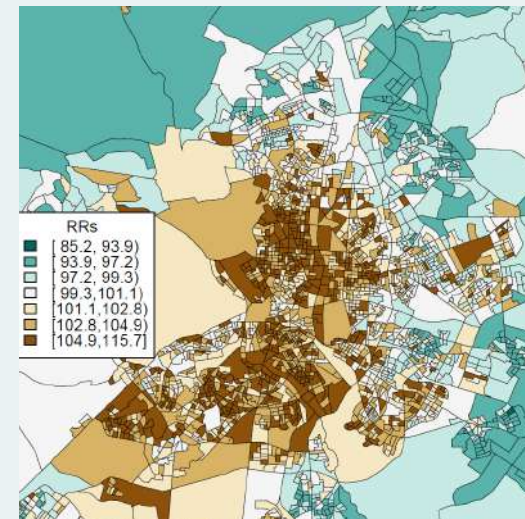 RRs
[ 85.2, 93.9)
[ 93.9, 97.2)
[ 97.2, 99.3)
[ 99.3,101.1)
[101.1,102.8)
[102.8,104.9)
[104.9,115.7]